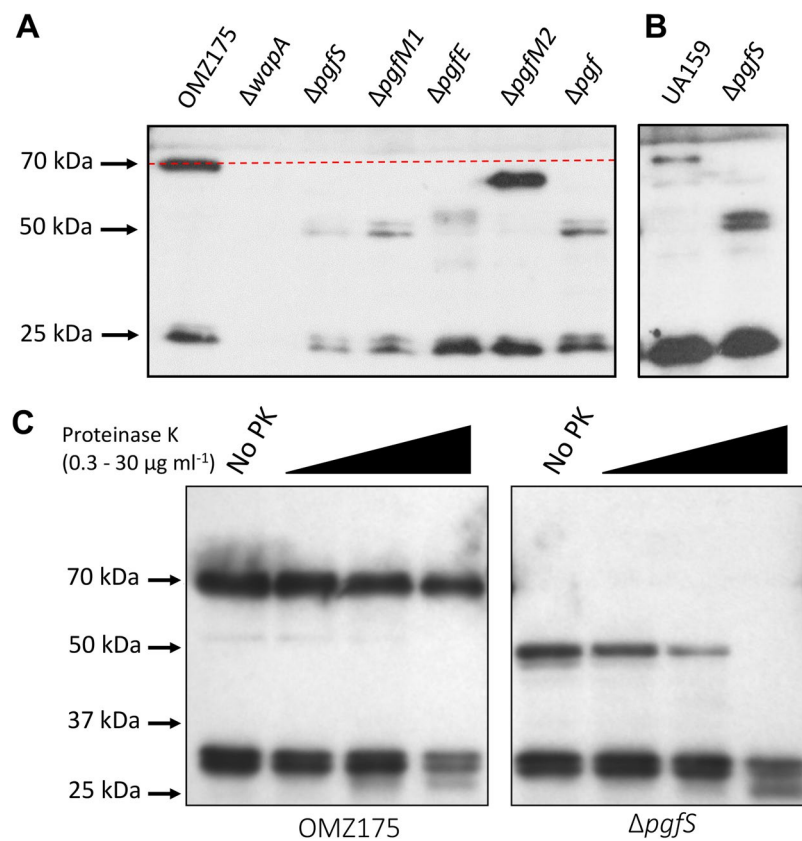 A
OMZ175 ΔwapA ΔpgfS ΔpgfM1 ΔpgfE ΔpgfM2 Δpgf
70 kDa
50 kDa
25 kDa
B
UA159 ΔpgfS
C
Proteinase K
(0.3 - 30 µg ml⁻¹)
No PK
No PK
70 kDa
50 kDa
37 kDa
25 kDa
OMZ175
ΔpgfS